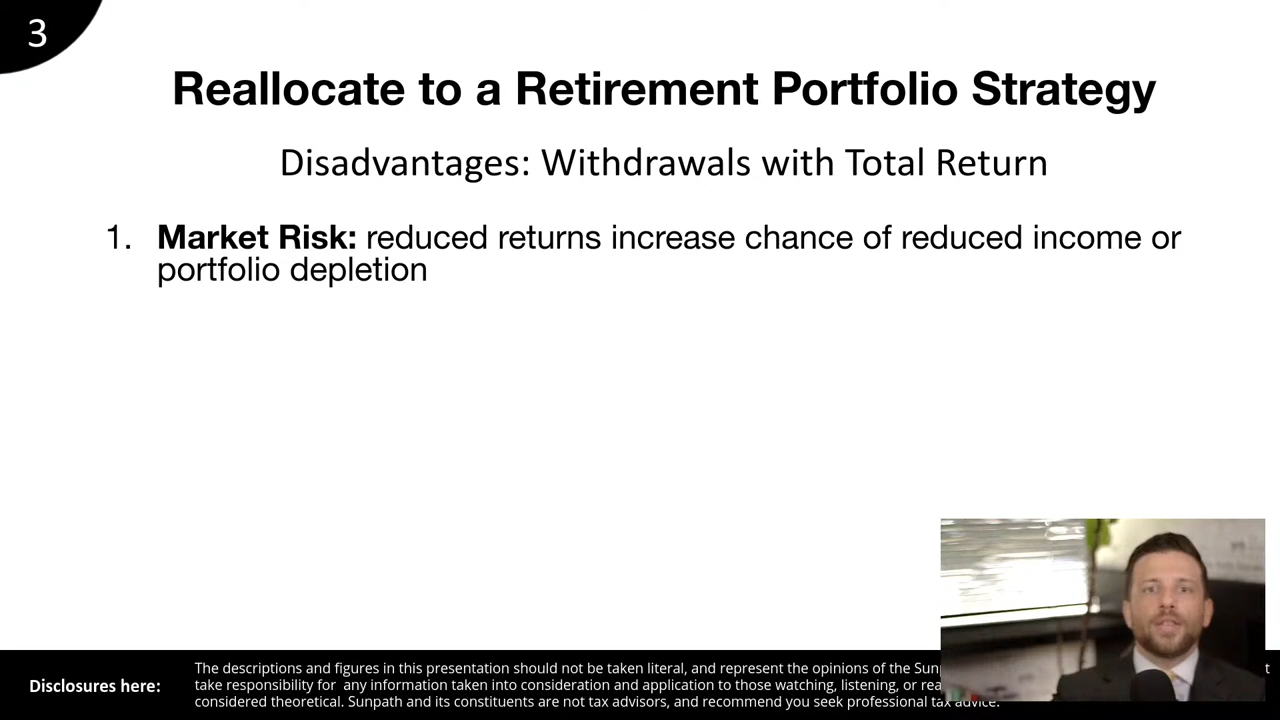 3
Reallocate to a Retirement Portfolio Strategy
Disadvantages: Withdrawals with Total Return
1. Market Risk: reduced returns increase chance of reduced income or
portfolio depletion
Disclosures here:
The descriptions and figures in this presentation should not be taken literal, and represent the opinions of the
take responsibility for any information taken into consideration and application to those watching, listening, or
considered theoretical. Sunpath and its constituents are not tax advisors, and recommend you seek professional tax advice.